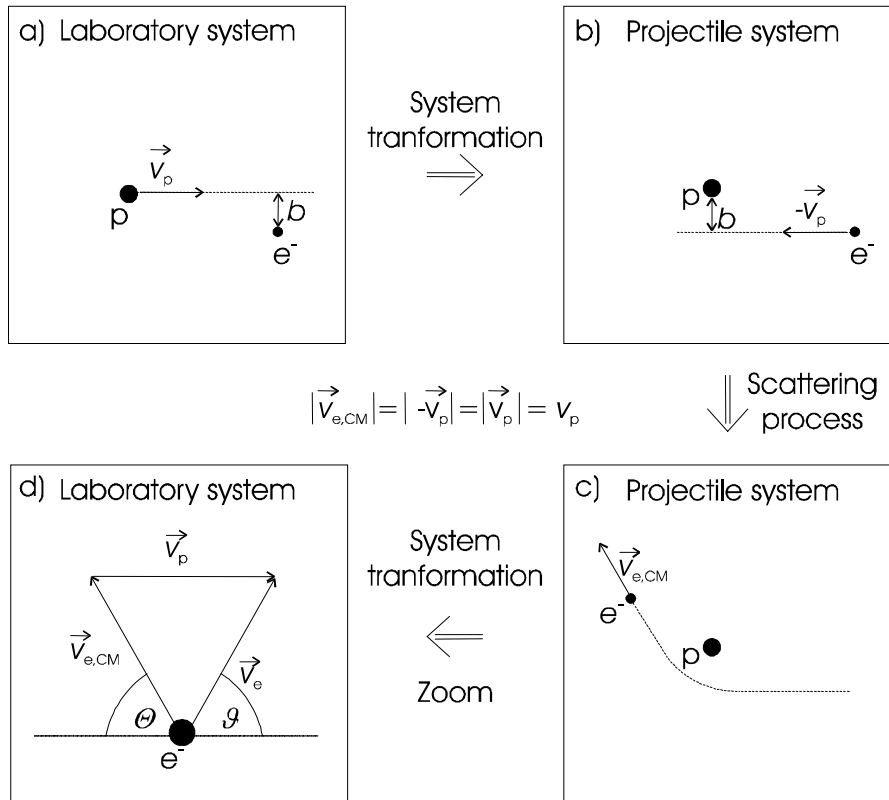 a) Laboratory system
v⃗p
p
b
e⁻
System
tranformation
b) Projectile system
p
b
-v⃗p
e⁻
|v⃗e,CM|=| -v⃗p|=|v⃗p|= vp
Scattering
process
d) Laboratory system
v⃗p
v⃗e,CM
v⃗e
Θ
ϑ
e⁻
System
tranformation
Zoom
c) Projectile system
v⃗e,CM
e⁻
p